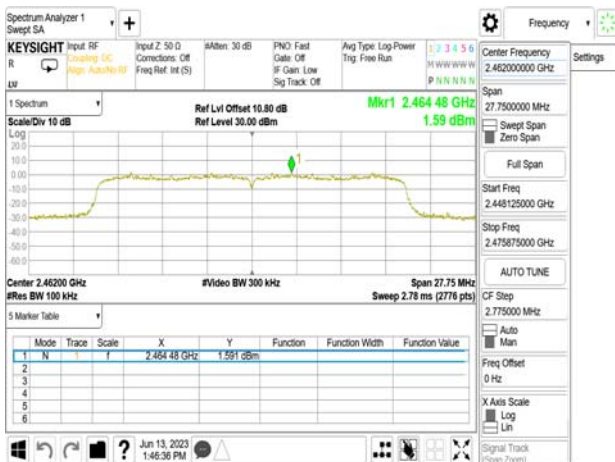 Spectrum Analyzer 1
Swept SA
Frequency
KEYSIGHT
R
Input: RF
Coupling: DC
Align: Auto/No RF
Input Z: 50 Ω
Corrections: Off
Freq Ref: Int (S)
#Atten: 30 dB
PNO: Fast
Gate: Off
IF Gain: Low
Sig Track: Off
Avg Type: Log-Power
Trig: Free Run
1 2 3 4 5 6
M W W W W W
P N N N N N
1 Spectrum
Scale/Div 10 dB
Ref Lvl Offset 10.80 dB
Ref Level 30.00 dBm
Mkr1 2.464 48 GHz
1.59 dBm
Log
20.0
10.0
0.00
-10.0
-20.0
-30.0
-40.0
-50.0
-60.0
1
Center 2.46200 GHz
#Res BW 100 kHz
#Video BW 300 kHz
Span 27.75 MHz
Sweep 2.78 ms (2776 pts)
5 Marker Table
Mode Trace Scale X Y Function Function Width Function Value
1 N 1 f 2.464 48 GHz 1.591 dBm
2
3
4
5
6
Jun 13, 2023
1:46:36 PM
Center Frequency
2.462000000 GHz
Settings
Span
27.7500000 MHz
Swept Span
Zero Span
Full Span
Start Freq
2.448125000 GHz
Stop Freq
2.475875000 GHz
AUTO TUNE
CF Step
2.775000 MHz
Auto
Man
Freq Offset
0 Hz
X Axis Scale
Log
Lin
Signal Track
(Span Zoom)